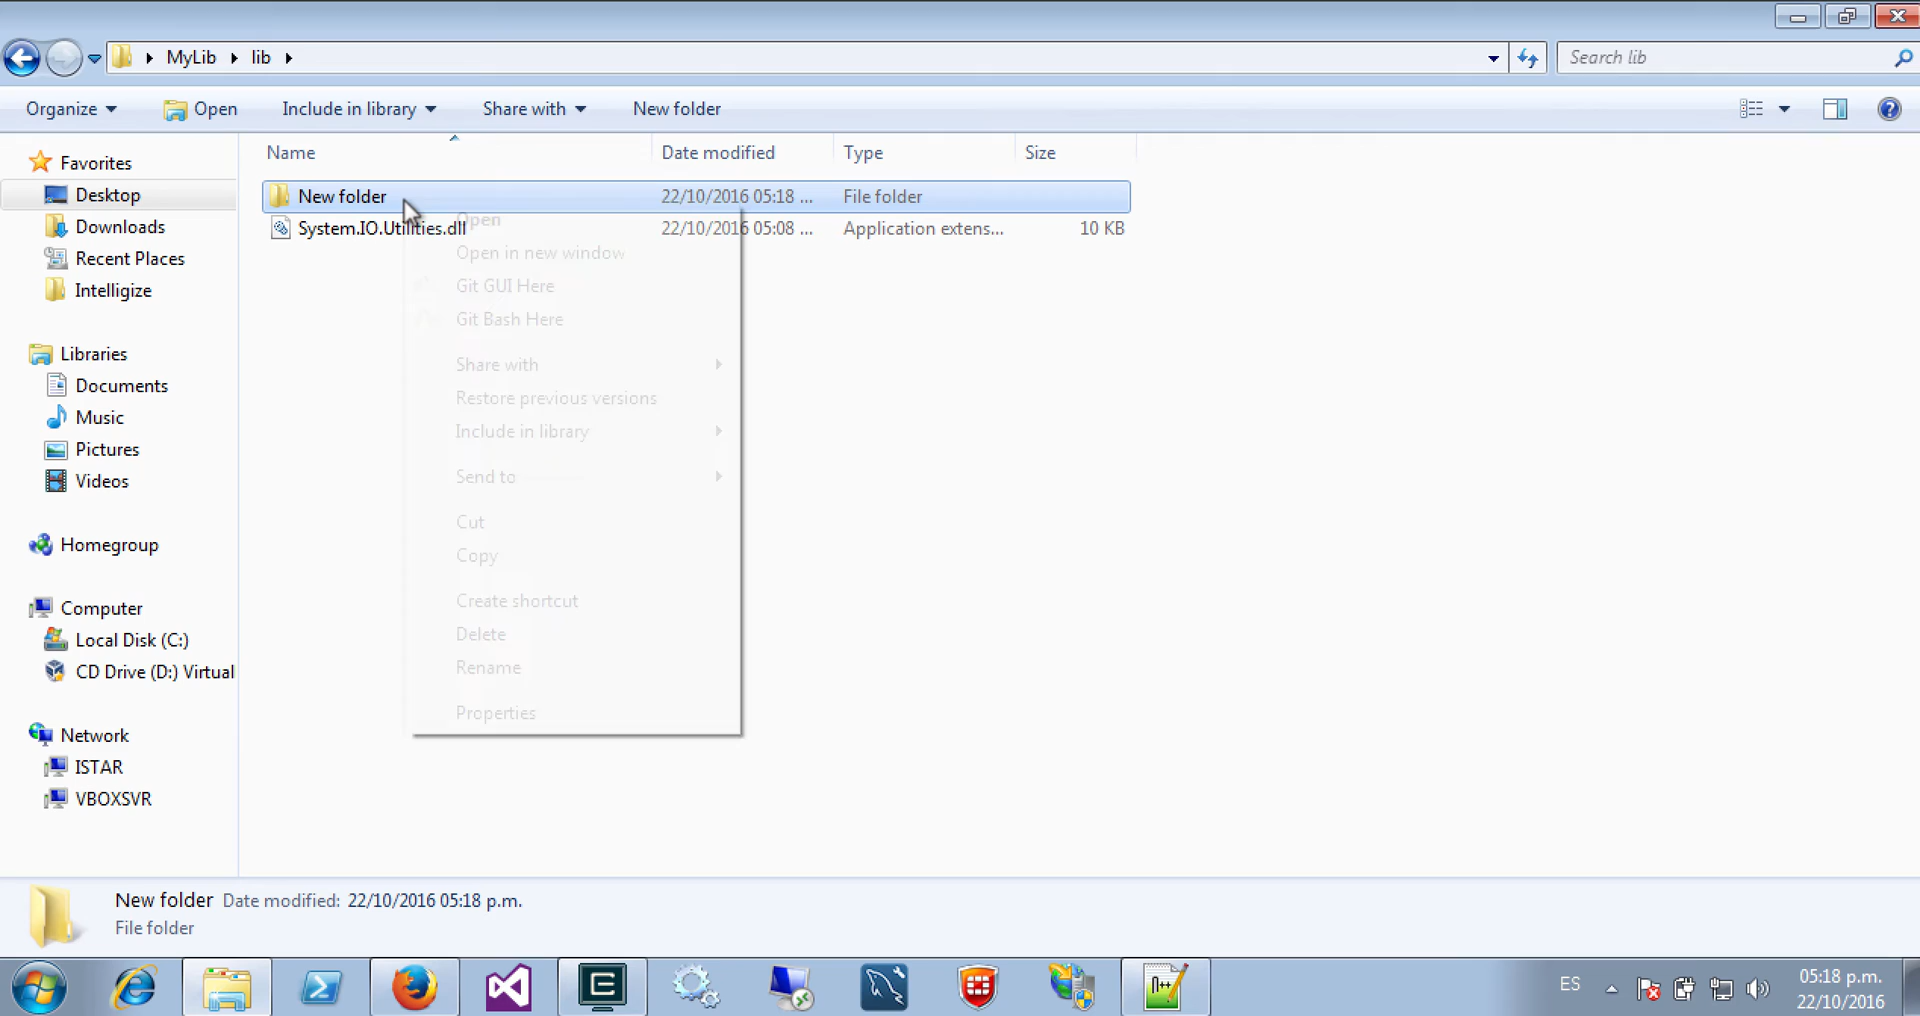 MyLib lib
Search lib
Organize Open Include in library Share with New folder
Name Date modified Type Size
New folder 22/10/2016 05:18 ... File folder
System.IO.Utilities.dll 22/10/2016 05:08 ... Application extens... 10 KB
Favorites
Desktop
Downloads
Recent Places
Intelligize
Libraries
Documents
Music
Pictures
Videos
Homegroup
Computer
Local Disk (C:)
CD Drive (D:) Virtual
Network
ISTAR
VBOXSVR
Open
Open in new window
Git GUI Here
Git Bash Here
Share with
Restore previous versions
Include in library
Send to
Cut
Copy
Create shortcut
Delete
Rename
Properties
New folder Date modified: 22/10/2016 05:18 p.m.
File folder
ES
05:18 p.m.
22/10/2016